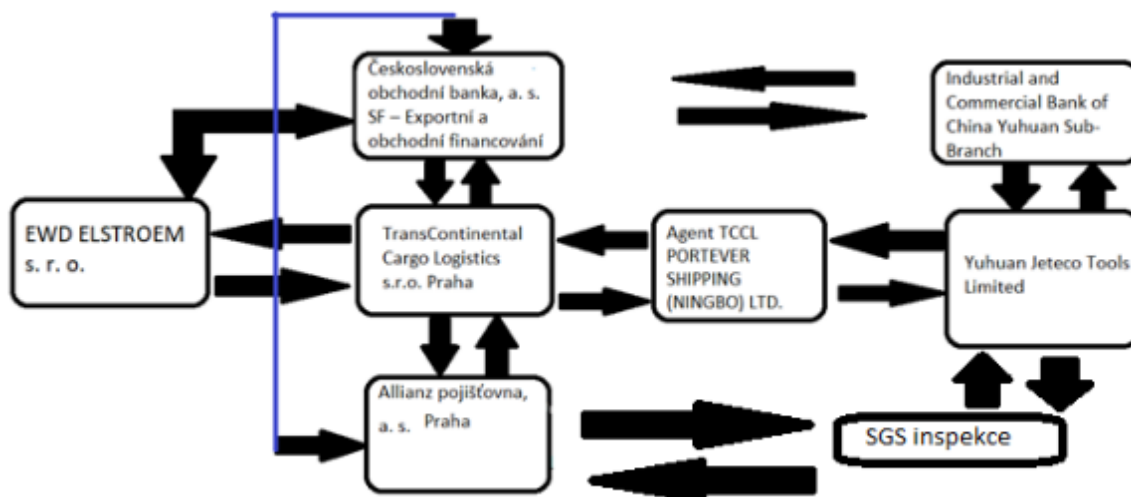 Československá
obchodní banka, a. s.
SF – Exportní a
obchodní financování
Industrial and
Commercial Bank of
China Yuhuan Sub-
Branch
EWD ELSTROEM
s. r. o.
TransContinental
Cargo Logistics
s.r.o. Praha
Agent TCCL
PORTEVER
SHIPPING
(NINGBO) LTD.
Yuhuan Jeteco Tools
Limited
Allianz pojišťovna,
a. s. Praha
SGS inspekce